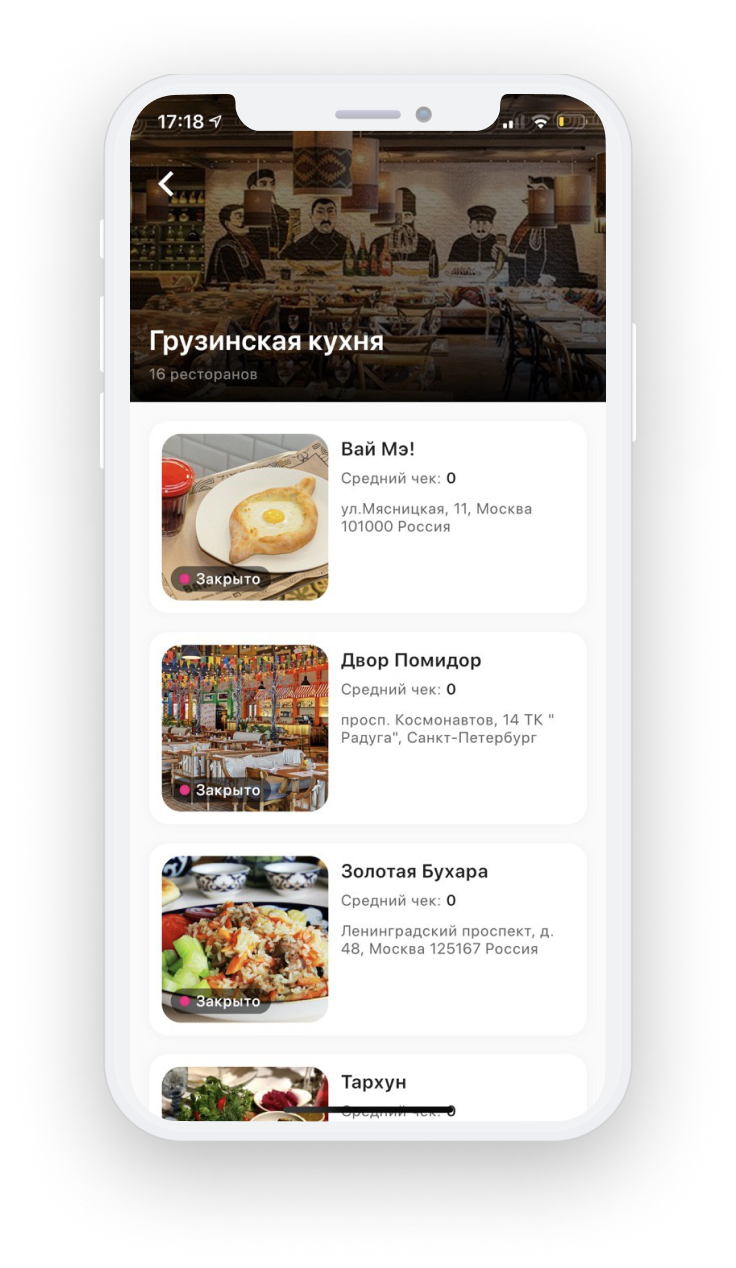 17:18
Грузинская кухня
16 ресторанов
Вай Мэ!
Средний чек: 0
ул.Мясницкая, 11, Москва
101000 Россия
Закрыто
Двор Помидор
Средний чек: 0
просп. Космонавтов, 14 ТК "
Радуга", Санкт-Петербург
Закрыто
Золотая Бухара
Средний чек: 0
Ленинградский проспект, д.
48, Москва 125167 Россия
Закрыто
Тархун
Средний чек: 0